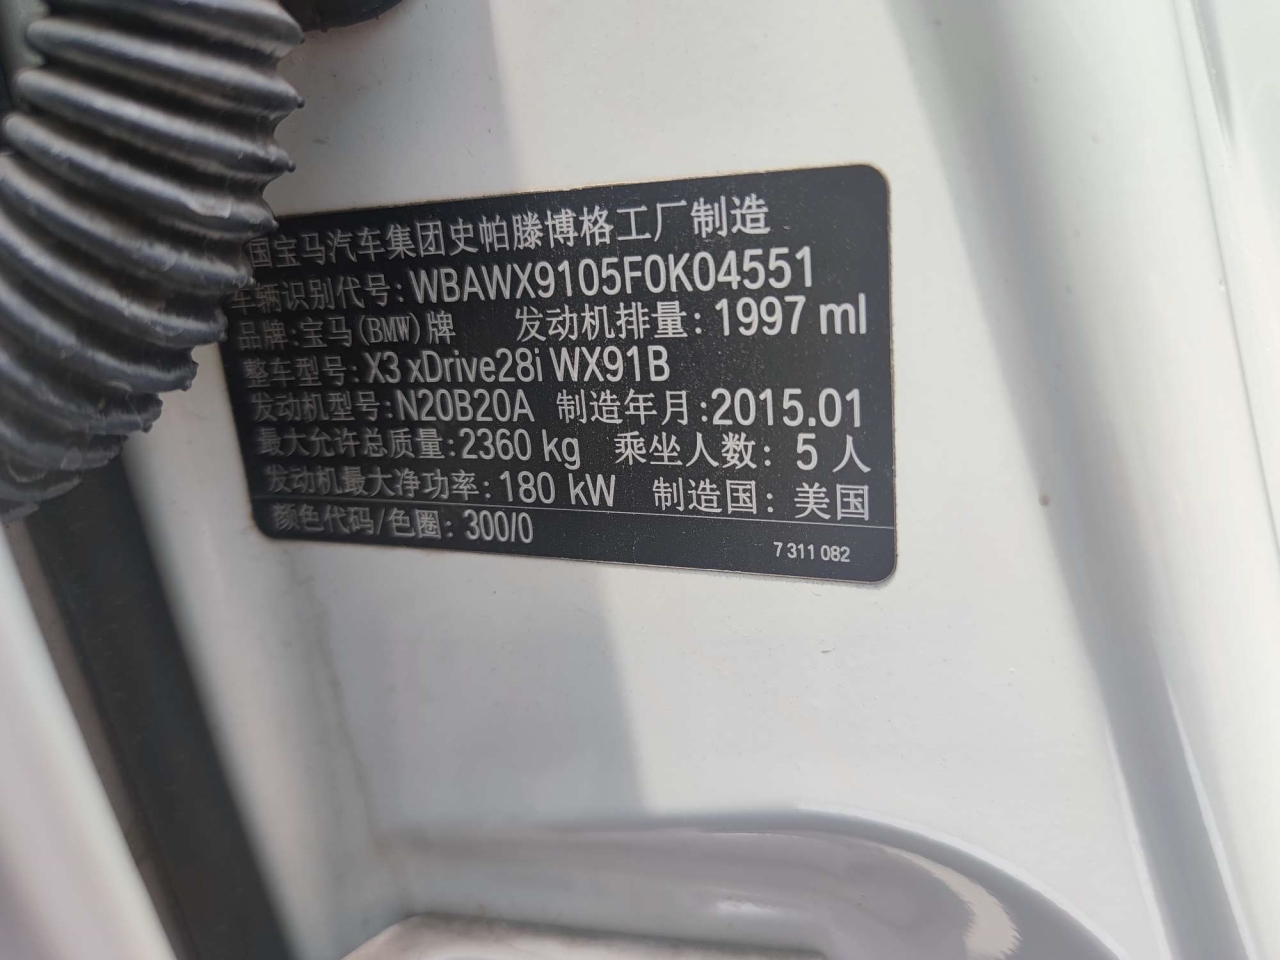 国宝马汽车集团史帕滕博格工厂制造
车辆识别代号: WBAWX9105F0K04551
品牌: 宝马(BMW)牌 发动机排量: 1997 ml
整车型号: X3 xDrive28i WX91B
发动机型号: N20B20A 制造年月: 2015.01
最大允许总质量: 2360 kg 乘坐人数: 5 人
发动机最大净功率: 180 kW 制造国: 美国
颜色代码/色圈: 300/0
7 311 082